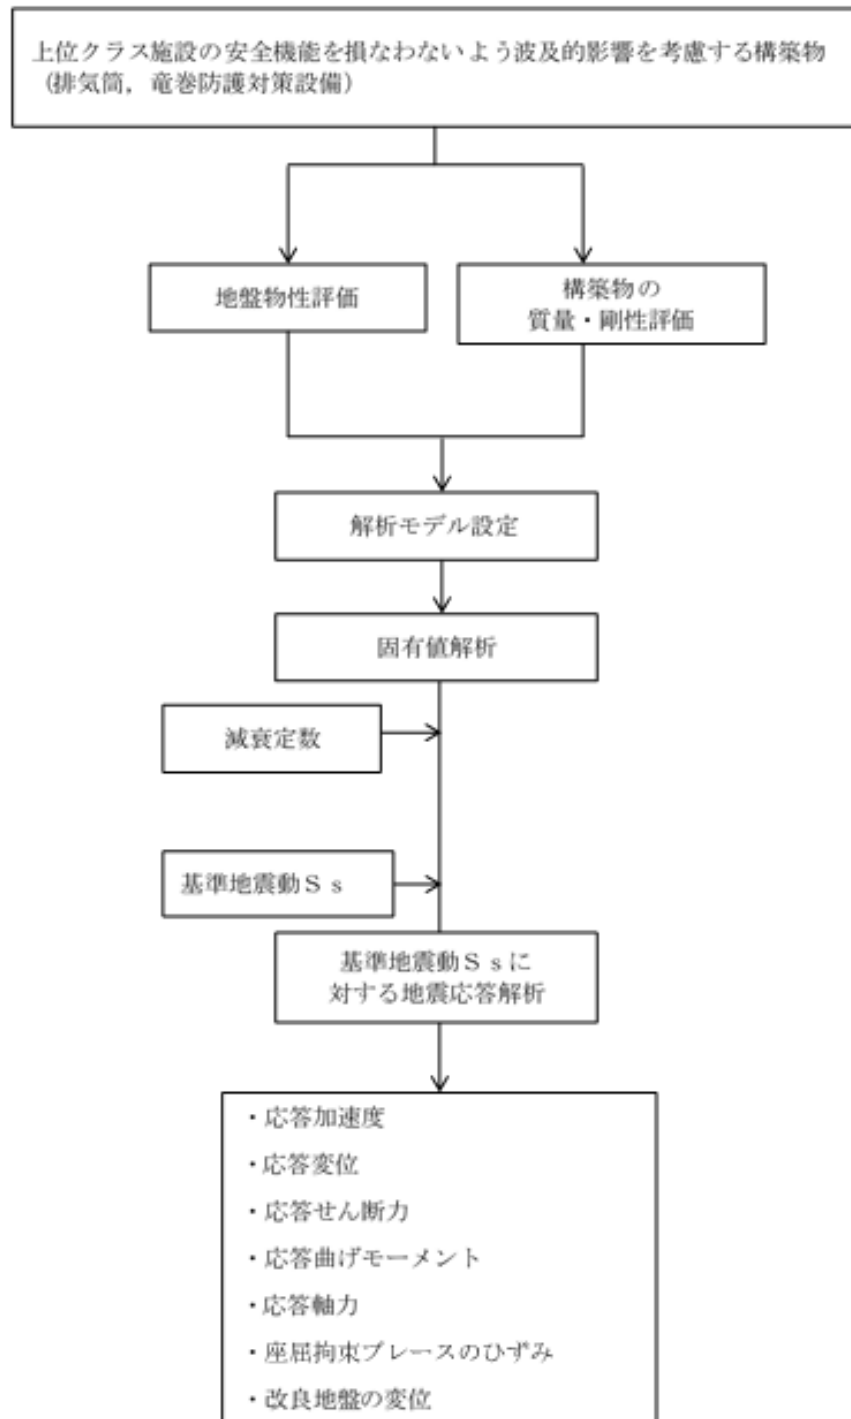 上位クラス施設の安全機能を損なわないよう波及的影響を考慮する構築物
(排気筒，竜巻防護対策設備)
地盤物性評価
構築物の
質量・剛性評価
解析モデル設定
固有値解析
減衰定数
基準地震動Ｓｓ
基準地震動Ｓｓに
対する地震応答解析
・応答加速度
・応答変位
・応答せん断力
・応答曲げモーメント
・応答軸力
・座屈拘束ブレースのひずみ
・改良地盤の変位